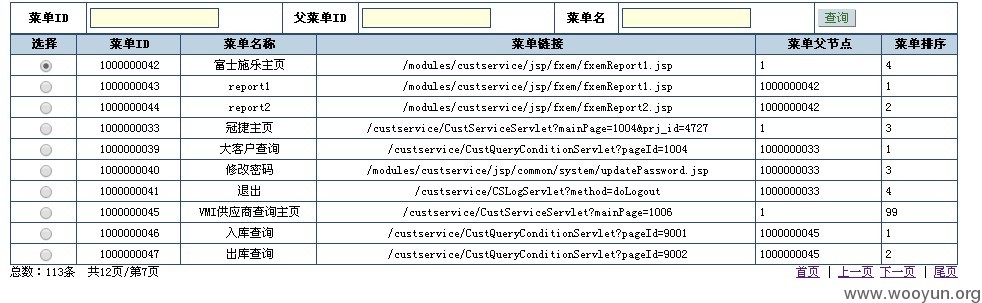 菜单ID 父菜单ID 菜单名 查询
选择 菜单ID 菜单名称 菜单链接 菜单父节点 菜单排序
1000000042 富士施乐主页 /modules/custservice/jsp/fxem/fxemReport1.jsp 1 4
1000000043 report1 /modules/custservice/jsp/fxem/fxemReport1.jsp 1000000042 1
1000000044 report2 /modules/custservice/jsp/fxem/fxemReport2.jsp 1000000042 2
1000000033 冠捷主页 /custservice/CustServiceServlet?mainPage=1004&prj_id=4727 1 3
1000000039 大客户查询 /custservice/CustQueryConditionServlet?pageId=1004 1000000033 1
1000000040 修改密码 /modules/custservice/jsp/common/system/updatePassword.jsp 1000000033 3
1000000041 退出 /custservice/CSLogServlet?method=doLogout 1000000033 4
1000000045 VMI供应商查询主页 /custservice/CustServiceServlet?mainPage=1006 1 99
1000000046 入库查询 /custservice/CustQueryConditionServlet?pageId=9001 1000000045 1
1000000047 出库查询 /custservice/CustQueryConditionServlet?pageId=9002 1000000045 2
总数:113条 共12页/第7页 首页 | 上一页 下一页 | 尾页
www.wooyun.org